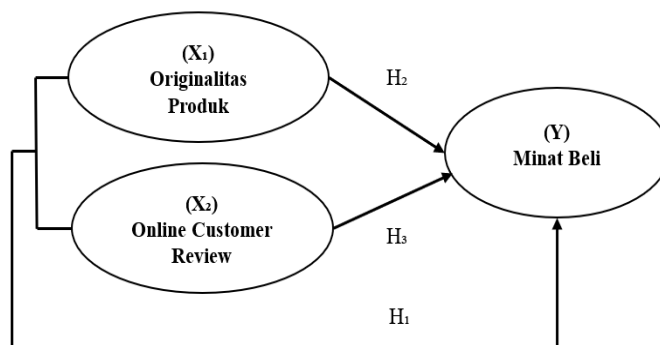 (X₁)
Originalitas
Produk
H₂
(Y)
Minat Beli
(X₂)
Online Customer
Review
H₃
H₁